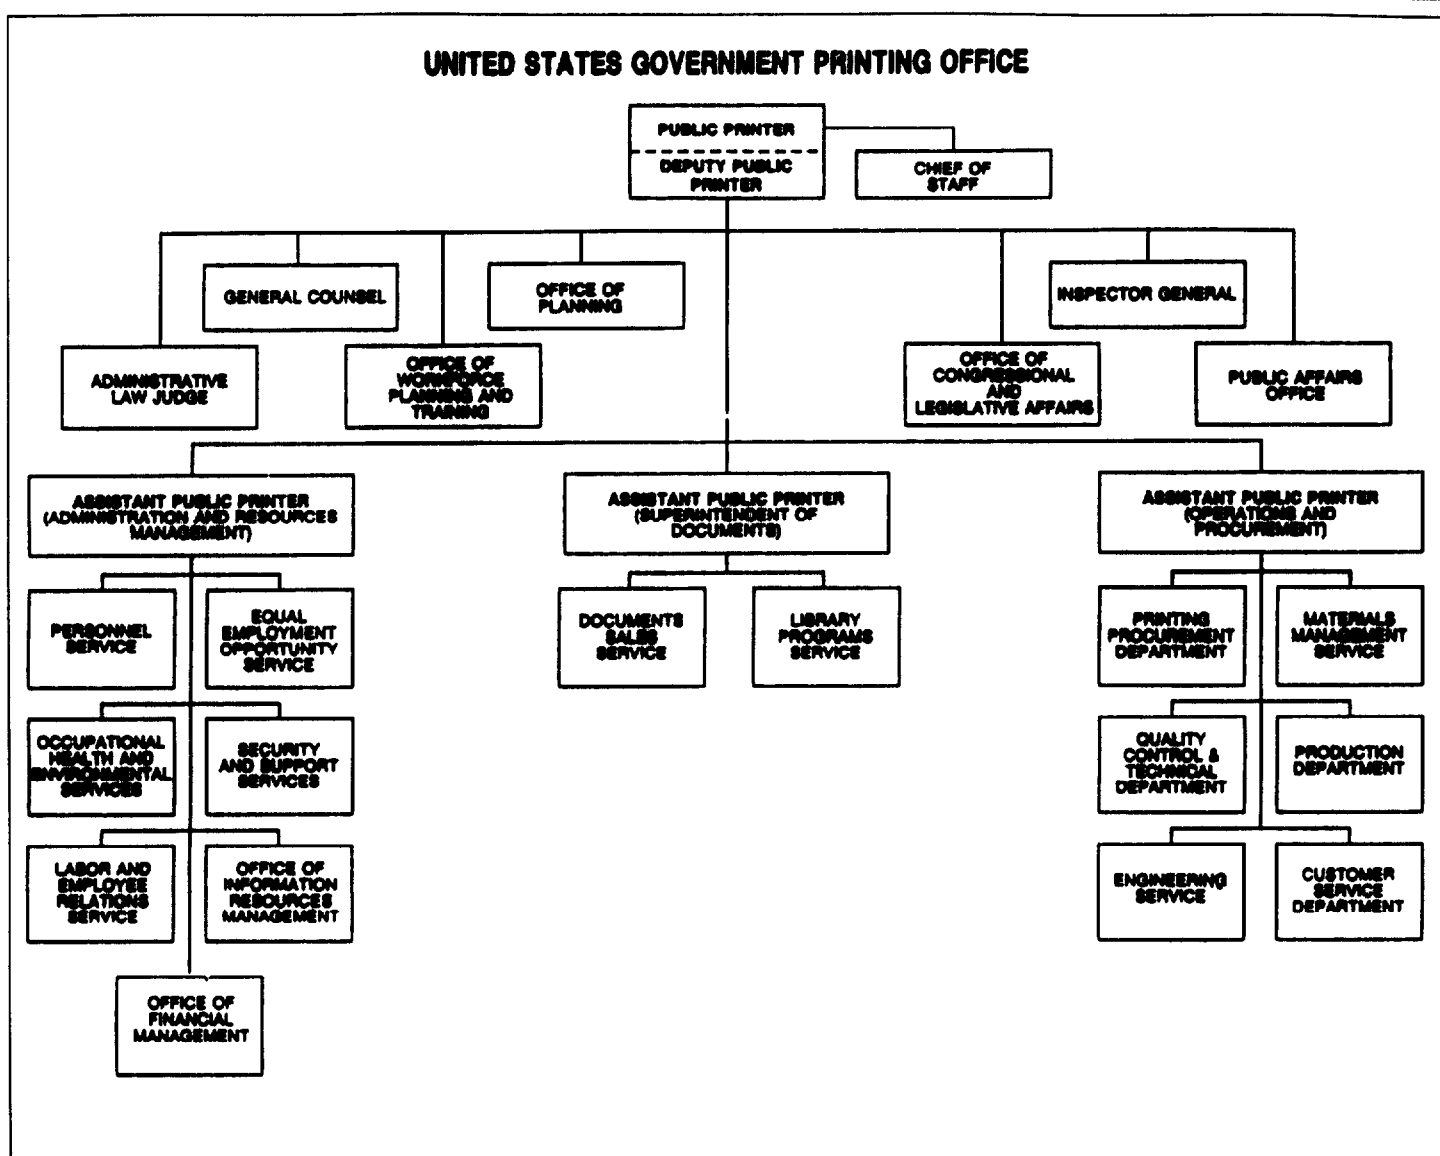 UNITED STATES GOVERNMENT PRINTING OFFICE
PUBLIC PRINTER
DEPUTY PUBLIC
PRINTER
CHIEF OF
STAFF
GENERAL COUNSEL
OFFICE OF
PLANNING
INSPECTOR GENERAL
ADMINISTRATIVE
LAW JUDGE
OFFICE OF
WORKFORCE
PLANNING AND
TRAINING
OFFICE OF
CONGRESSIONAL
AND
LEGISLATIVE AFFAIRS
PUBLIC AFFAIRS
OFFICE
ASSISTANT PUBLIC PRINTER
(ADMINISTRATION AND RESOURCES
MANAGEMENT)
ASSISTANT PUBLIC PRINTER
(SUPERINTENDENT OF
DOCUMENTS)
ASSISTANT PUBLIC PRINTER
(OPERATIONS AND
PROCUREMENT)
PERSONNEL
SERVICE
EQUAL
EMPLOYMENT
OPPORTUNITY
SERVICE
DOCUMENTS
SALES
SERVICE
LIBRARY
PROGRAMS
SERVICE
PRINTING
PROCUREMENT
DEPARTMENT
MATERIALS
MANAGEMENT
SERVICE
OCCUPATIONAL
HEALTH AND
ENVIRONMENTAL
SERVICES
SECURITY
AND SUPPORT
SERVICES
QUALITY
CONTROL &
TECHNICAL
DEPARTMENT
PRODUCTION
DEPARTMENT
LABOR AND
EMPLOYEE
RELATIONS
SERVICE
OFFICE OF
INFORMATION
RESOURCES
MANAGEMENT
ENGINEERING
SERVICE
CUSTOMER
SERVICE
DEPARTMENT
OFFICE OF
FINANCIAL
MANAGEMENT